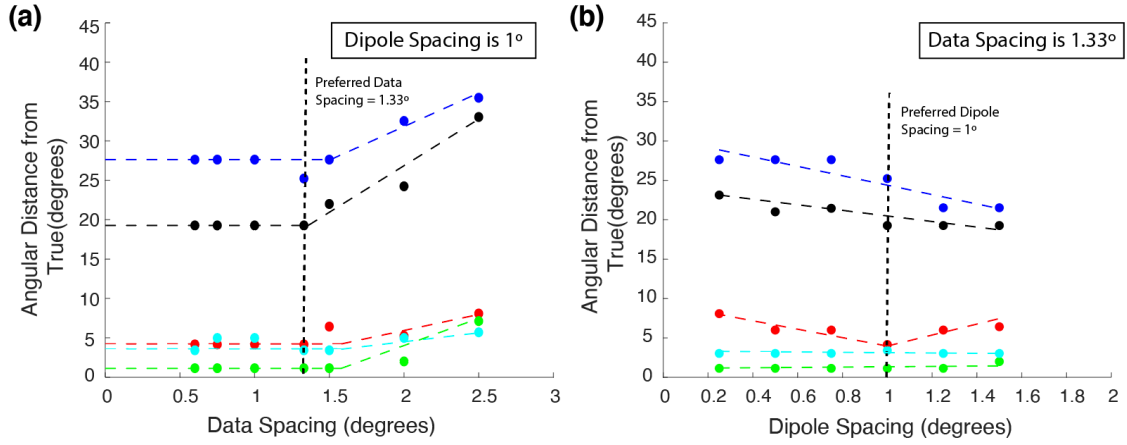 (a)
Dipole Spacing is 1º
Preferred Data
Spacing = 1.33º
Angular Distance from
True(degrees)
45
40
35
30
25
20
15
10
5
0
0
0.5
1.0
1.5
2.0
2.5
3
Data Spacing (degrees)
(b)
Data Spacing is 1.33º
Preferred Dipole
Spacing = 1º
Angular Distance from
True(degrees)
45
40
35
30
25
20
15
10
5
0
0
0.2
0.4
0.6
0.8
1.0
1.2
1.4
1.6
1.8
2
Dipole Spacing (degrees)